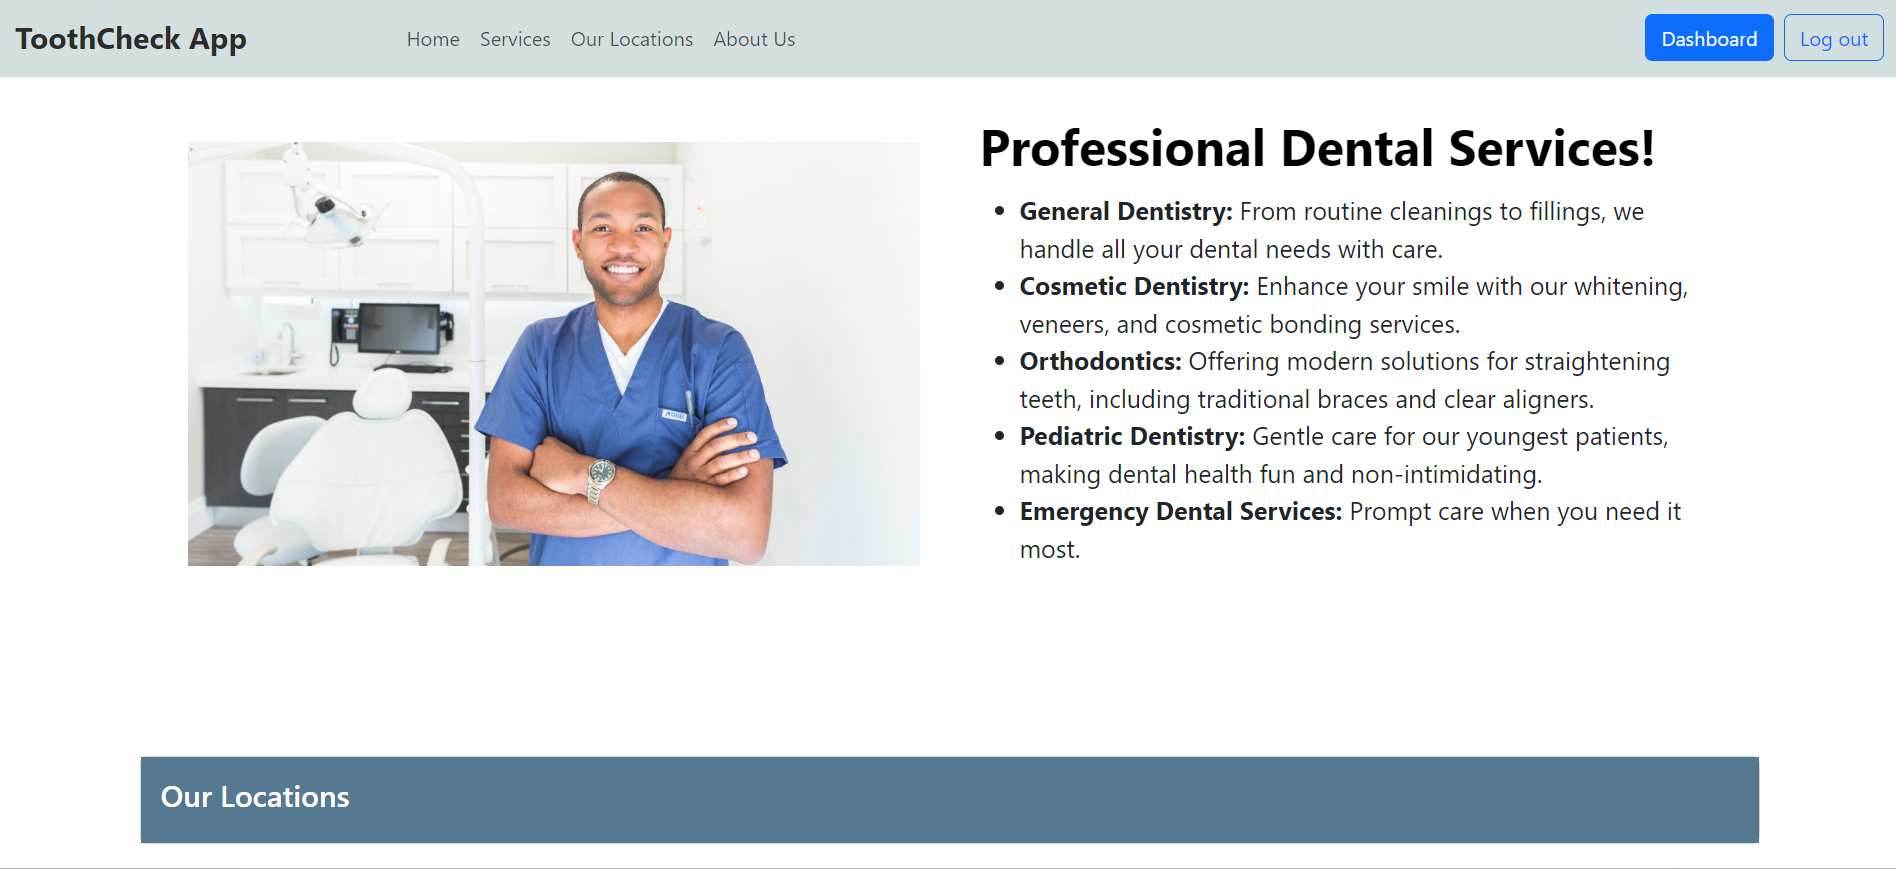 ToothCheck App
Home Services Our Locations About Us
Dashboard Log out
Professional Dental Services!
General Dentistry: From routine cleanings to fillings, we
handle all your dental needs with care.
Cosmetic Dentistry: Enhance your smile with our whitening,
veneers, and cosmetic bonding services.
Orthodontics: Offering modern solutions for straightening
teeth, including traditional braces and clear aligners.
Pediatric Dentistry: Gentle care for our youngest patients,
making dental health fun and non-intimidating.
Emergency Dental Services: Prompt care when you need it
most.
Our Locations